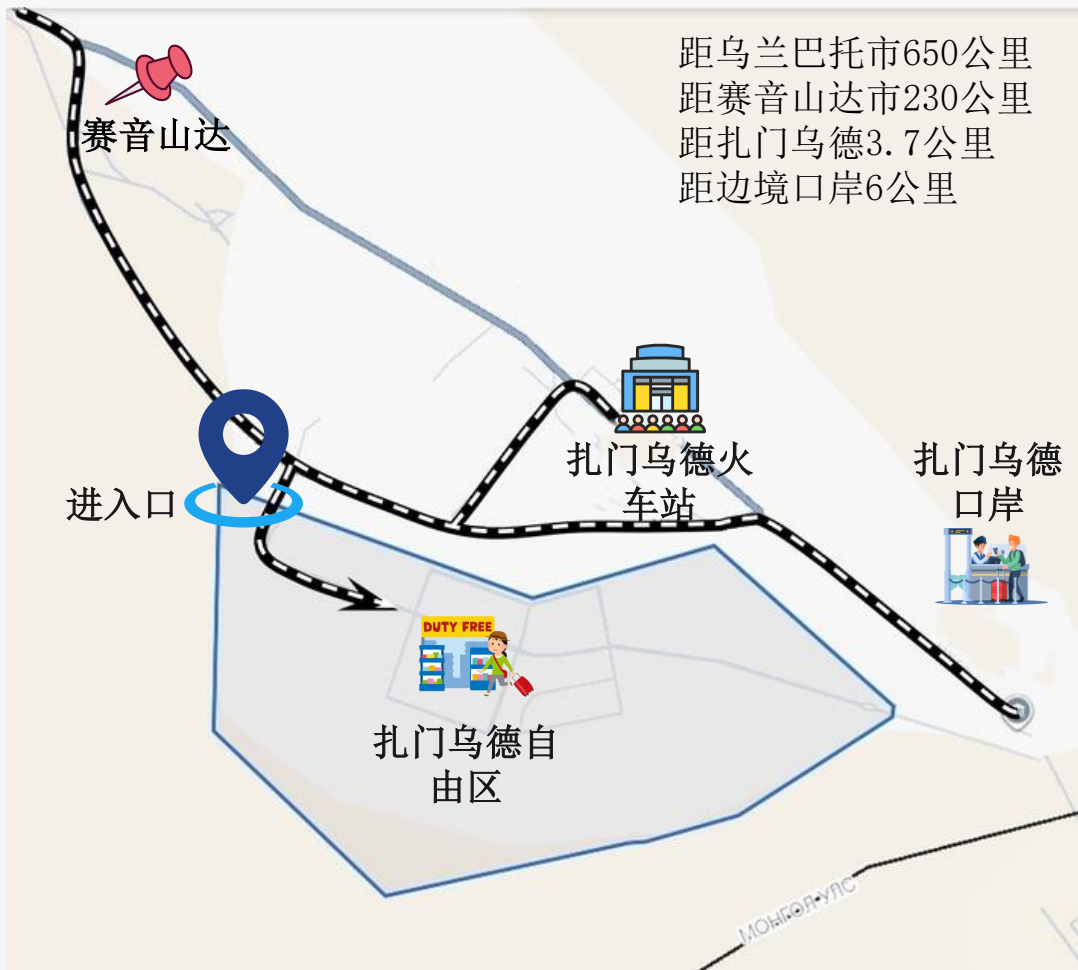 距乌兰巴托市650公里
距赛音山达市230公里
距扎门乌德3.7公里
距边境口岸6公里
赛音山达
扎门乌德火
车站
扎门乌德
口岸
进入口
DUTY FREE
扎门乌德自
由区
МОНГОЛ УЛС